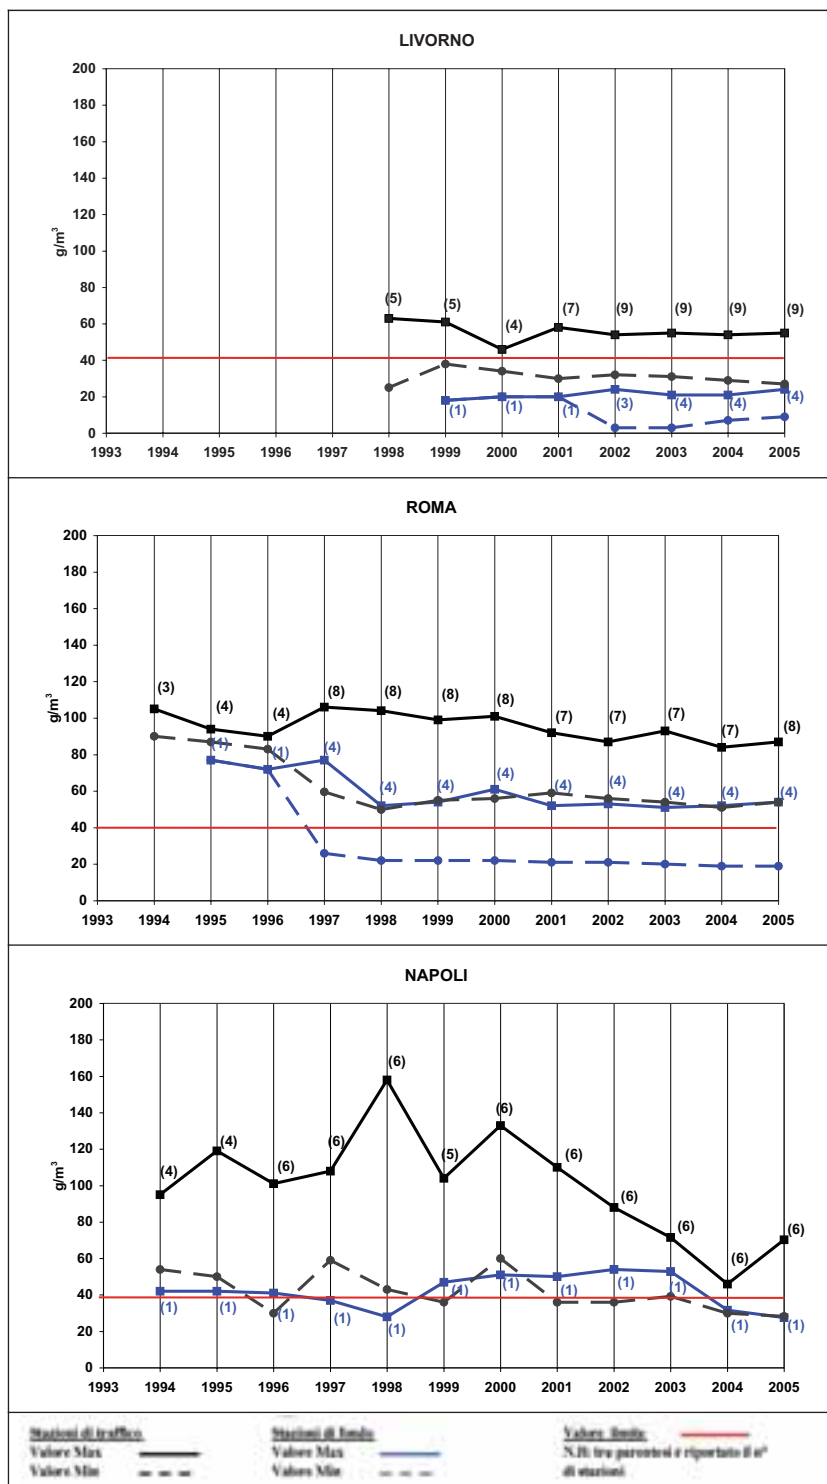 LIVORNO
200
180
160
140
120
100
80
60
40
20
0
g/m³
(5) (5) (4) (7) (9) (9) (9) (9)
(1) (1) (1) (3) (4) (4) (4)
1993 1994 1995 1996 1997 1998 1999 2000 2001 2002 2003 2004 2005
ROMA
200
180
160
140
120
100
80
60
40
20
0
g/m³
(3) (4) (4) (8) (8) (8) (8) (7) (7) (7) (7) (8)
(1) (1) (4) (4) (4) (4) (4) (4) (4) (4) (4)
1993 1994 1995 1996 1997 1998 1999 2000 2001 2002 2003 2004 2005
NAPOLI
200
180
160
140
120
100
80
60
40
20
0
g/m³
(4) (4) (6) (6) (6) (5) (6) (6) (6) (6) (6) (6)
(1) (1) (1) (1) (1) (1) (1) (1) (1) (1) (1) (1)
1993 1994 1995 1996 1997 1998 1999 2000 2001 2002 2003 2004 2005
Stazioni di traffico
Valore Max
Valore Min
Stazioni di fondo
Valore Max
Valore Min
Valore limite
N.B: tra parentesi è riportato il n°
di stazioni